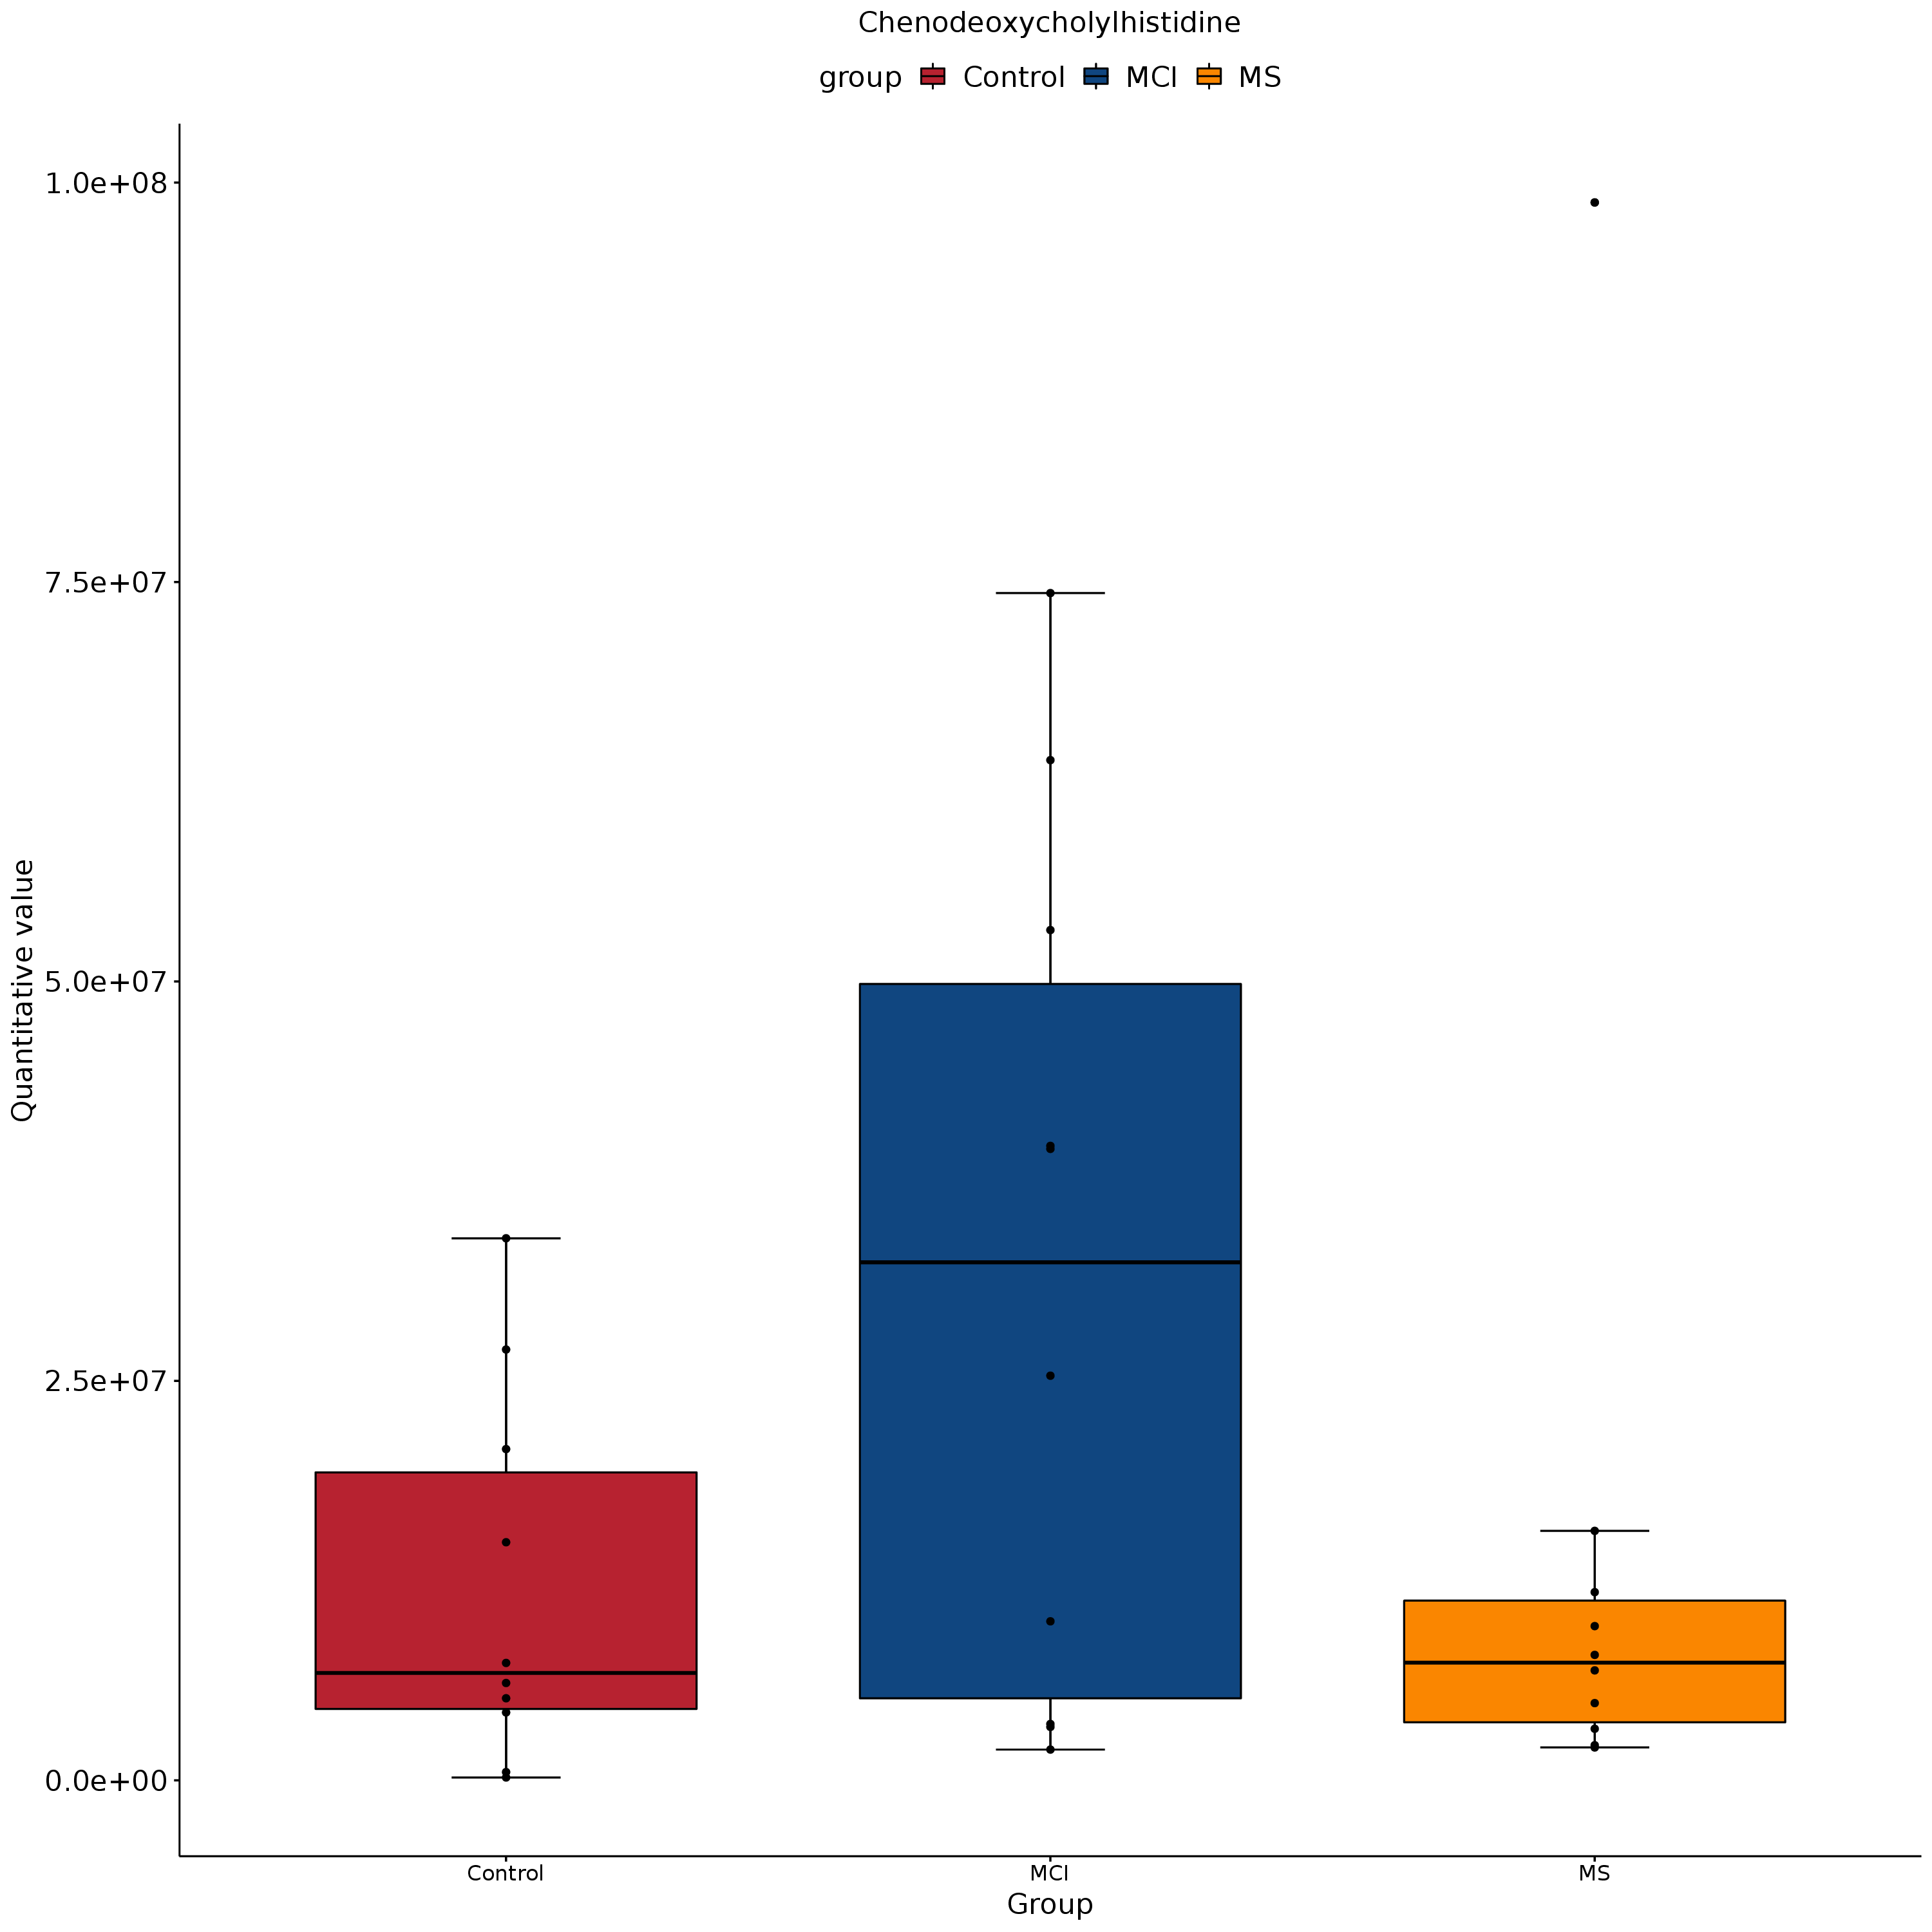 Chenodeoxycholylhistidine
group Control MCI MS
1.0e+08
7.5e+07
5.0e+07
2.5e+07
0.0e+00
Quantitative value
Control MCI MS
Group